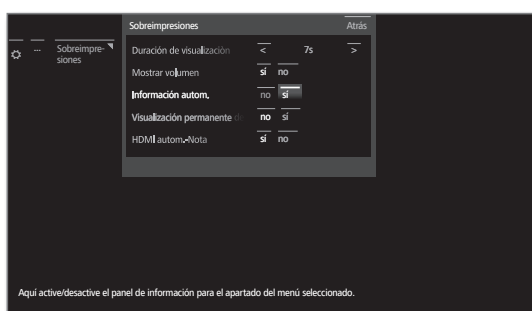 Sobreimpresiones Atrás
... Sobreimpre-
siones
Duración de visualización < 7s >
Mostrar volumen sí no
Información autom. no sí
Visualización permanente de no sí
HDMI autom.-Nota sí no
Aquí active/desactive el panel de información para el apartado del menú seleccionado.